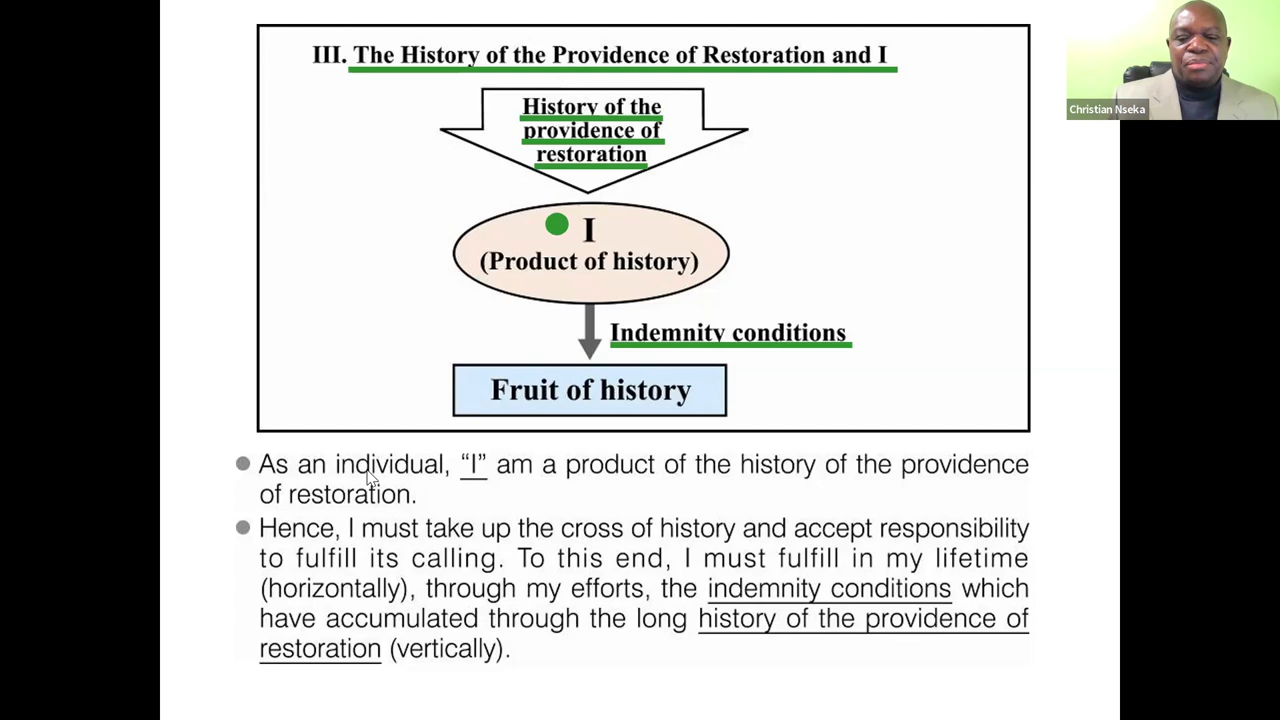 III. The History of the Providence of Restoration and I
Christian Nseka
History of the
providence of
restoration
I
(Product of history)
Indemnity conditions
Fruit of history
As an individual, “I” am a product of the history of the providence
of restoration.
Hence, I must take up the cross of history and accept responsibility
to fulfill its calling. To this end, I must fulfill in my lifetime
(horizontally), through my efforts, the indemnity conditions which
have accumulated through the long history of the providence of
restoration (vertically).